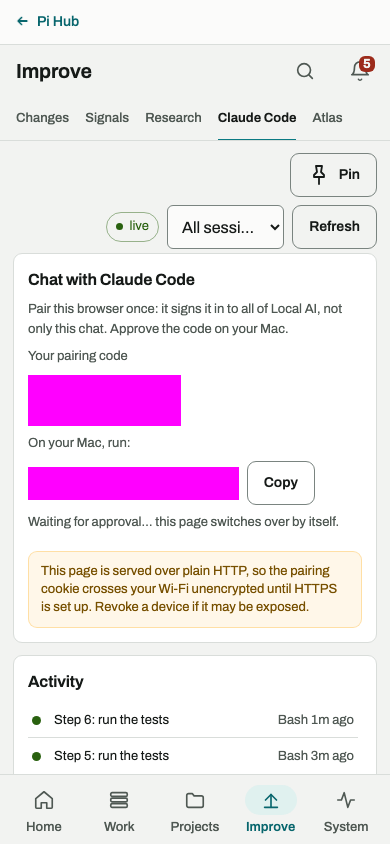 ← Pi Hub
Improve
5
Changes Signals Research Claude Code Atlas
Pin
live
All sessi...
Refresh
Chat with Claude Code
Pair this browser once: it signs it in to all of Local AI, not
only this chat. Approve the code on your Mac.
Your pairing code
On your Mac, run:
Copy
Waiting for approval... this page switches over by itself.
This page is served over plain HTTP, so the pairing
cookie crosses your Wi-Fi unencrypted until HTTPS
is set up. Revoke a device if it may be exposed.
Activity
Step 6: run the tests Bash 1m ago
Step 5: run the tests Bash 3m ago
Home Work Projects Improve System